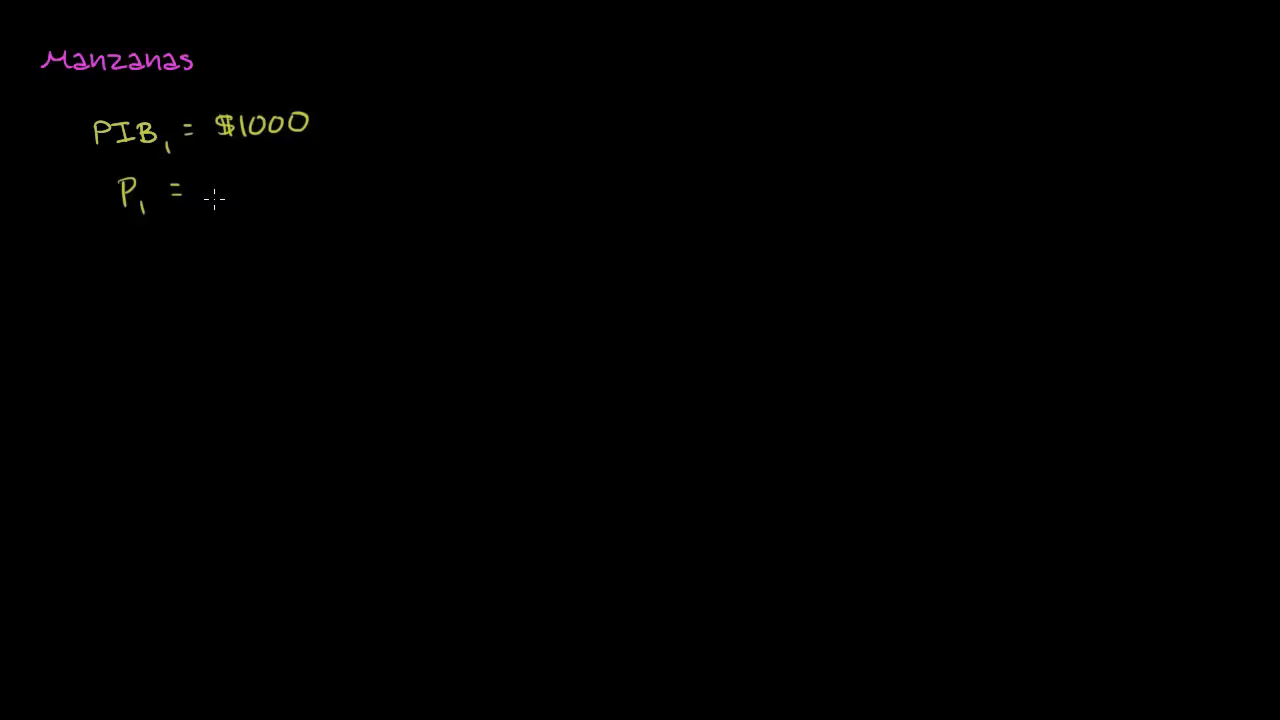 Manzanas
PIB₁ = $1000
P₁ =